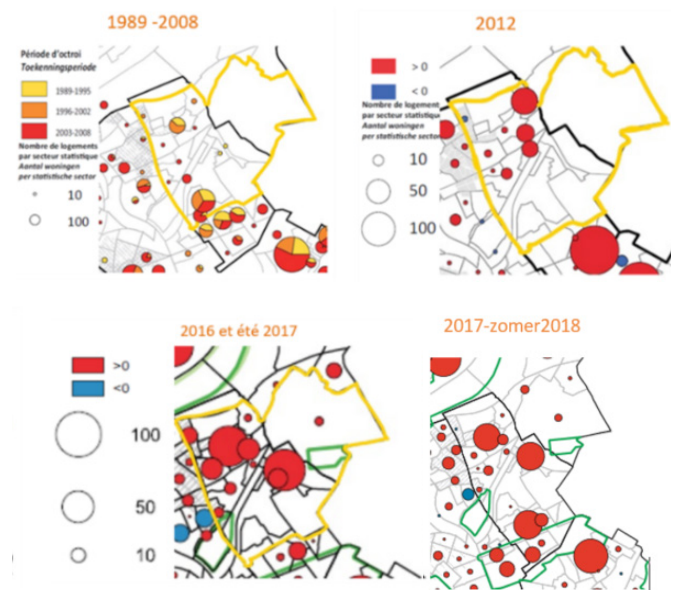 1989 -2008
Période d'octroi
Toekenningsperiode
1989-1995
1996-2002
2003-2008
Nombre de logements
par secteur statistique
Aantal woningen
per statistische sector
10
100
2012
> 0
< 0
Nombre de logements
par secteur statistique
Aantal woningen
per statistische sector
10
50
100
2016 et été 2017
>0
<0
100
50
10
2017-zomer2018